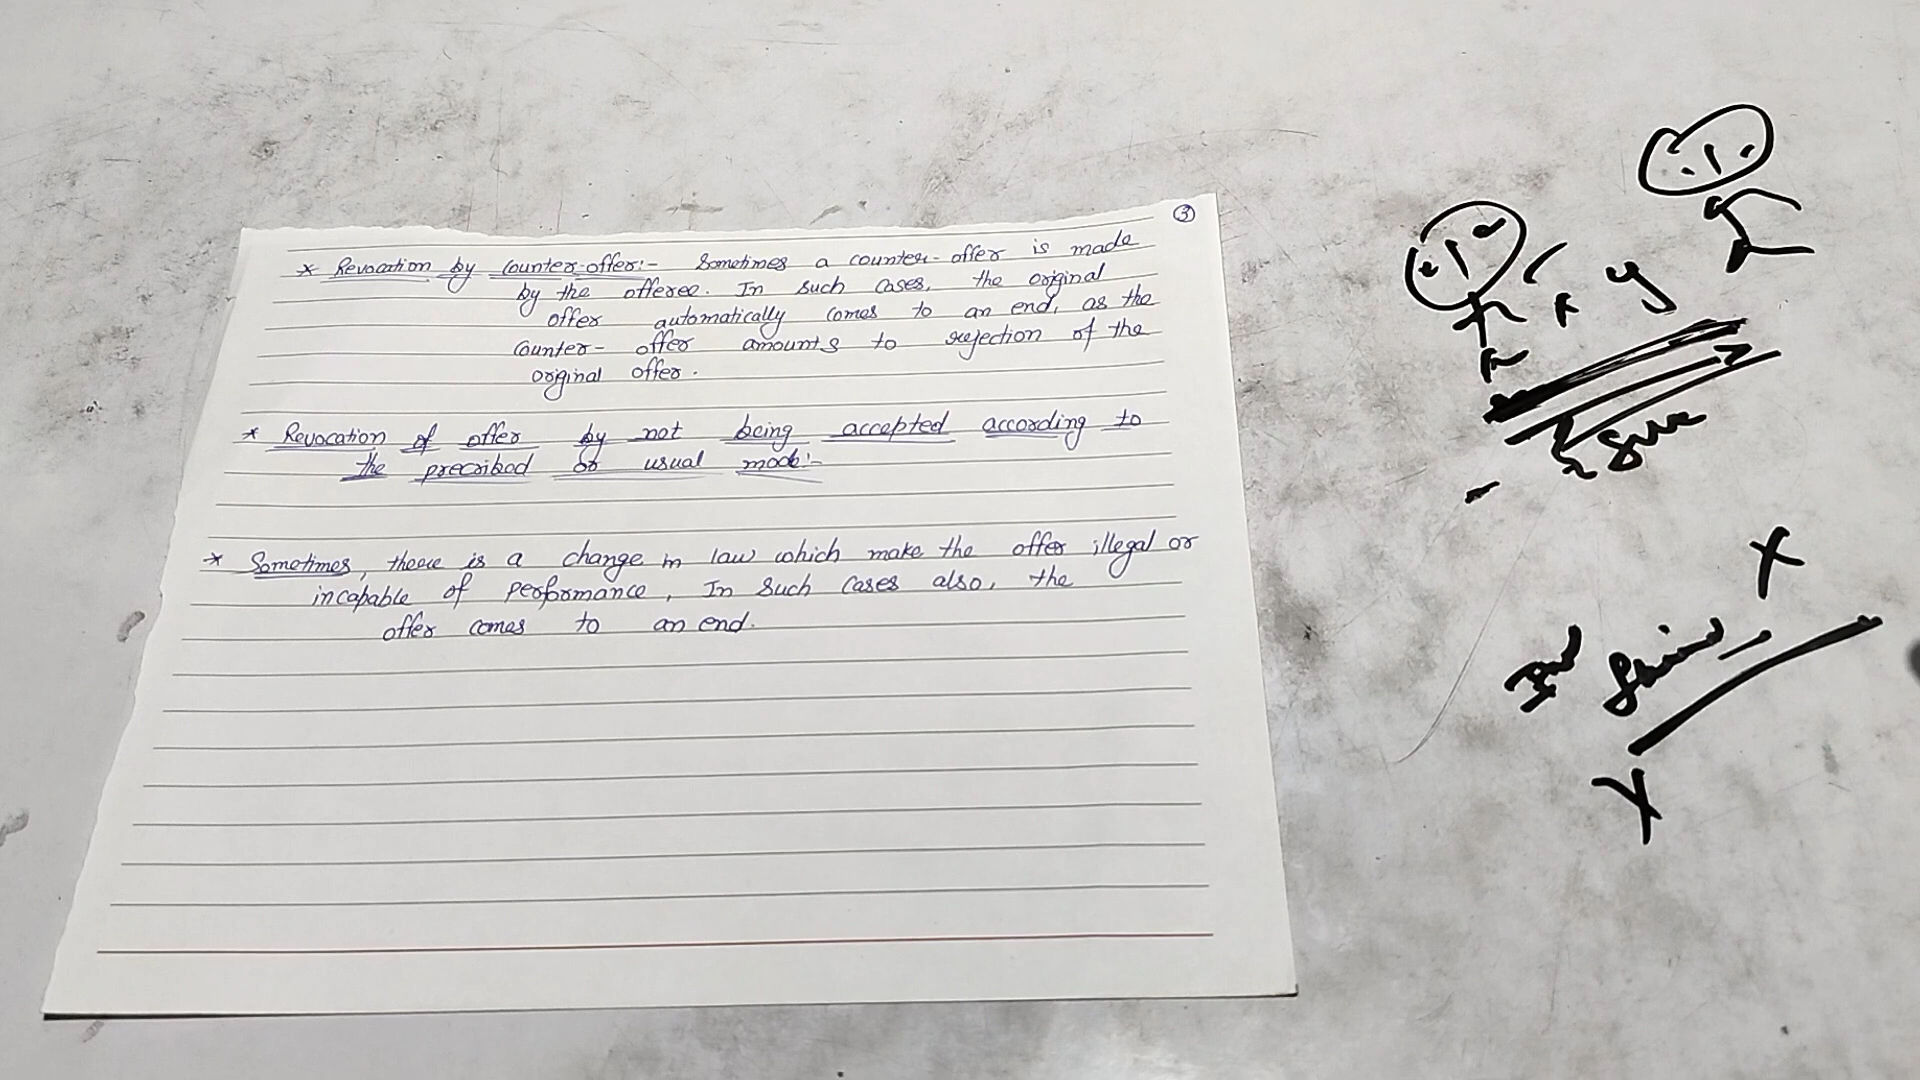 ③
* Revocation by counter-offer:- Sometimes a counter-offer is made
by the offeree. In such cases, the original
offer automatically comes to an end, as the
counter- offer amounts to rejection of the
original offer.
* Revocation of offer by not being accepted according to
the precribed or usual mode:-
* Sometimes, there is a change in law which make the offer illegal or
incapable of performance, In such cases also, the
offer comes to an end.
x y
X
X